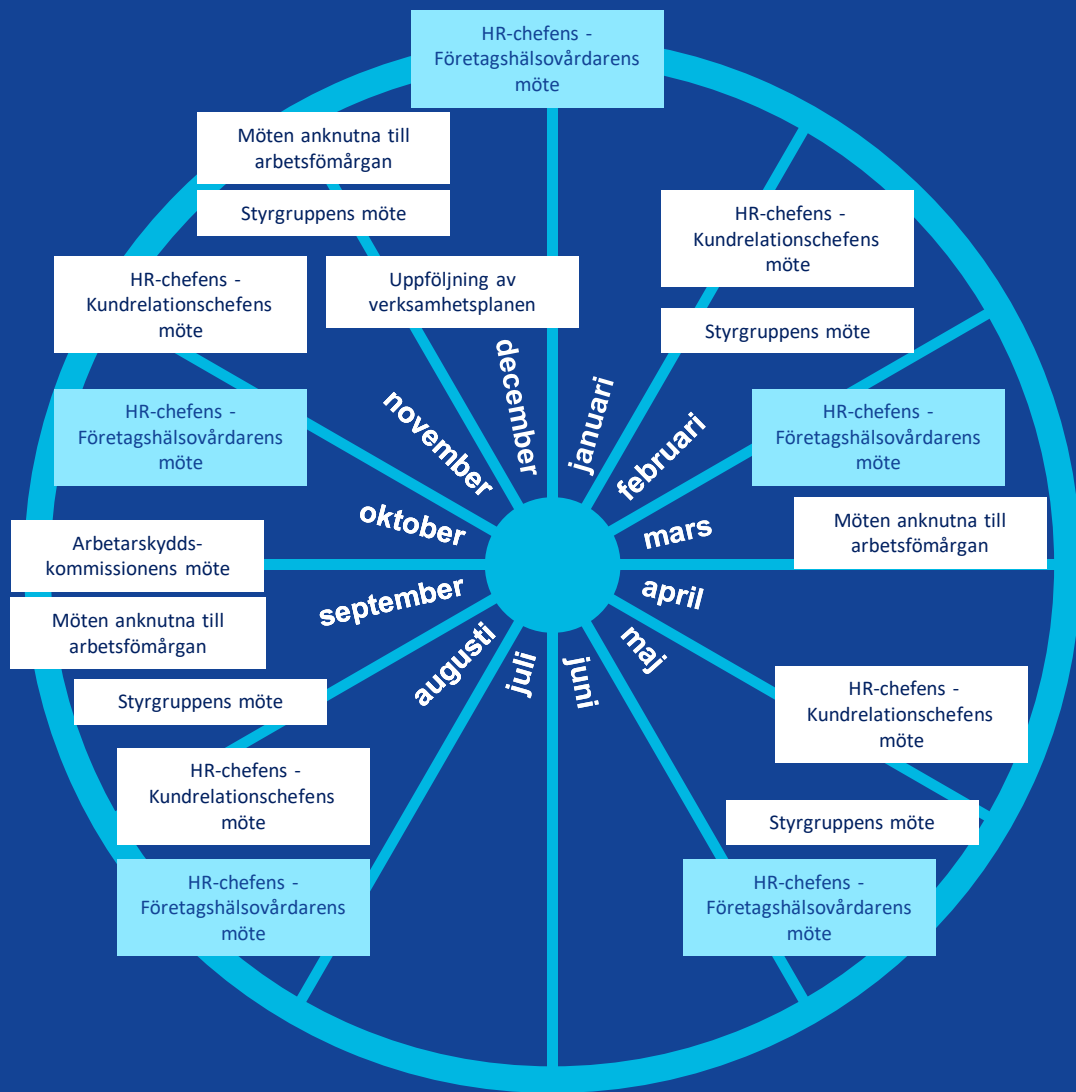 HR-chefens -
Företagshälsovårdarens
möte
Möten anknutna till
arbetsfömårgan
Styrgruppens möte
HR-chefens -
Kundrelationschefens
möte
Uppföljning av
verksamhetsplanen
HR-chefens -
Kundrelationschefens
möte
Styrgruppens möte
december
januari
november
februari
HR-chefens -
Företagshälsovårdarens
möte
HR-chefens -
Företagshälsovårdarens
möte
oktober
mars
Arbetarskydds-
kommissionens möte
Möten anknutna till
arbetsfömårgan
september
april
Möten anknutna till
arbetsfömårgan
augusti
juli
juni
maj
Styrgruppens möte
HR-chefens -
Kundrelationschefens
möte
HR-chefens -
Kundrelationschefens
möte
Styrgruppens möte
HR-chefens -
Företagshälsovårdarens
möte
HR-chefens -
Företagshälsovårdarens
möte